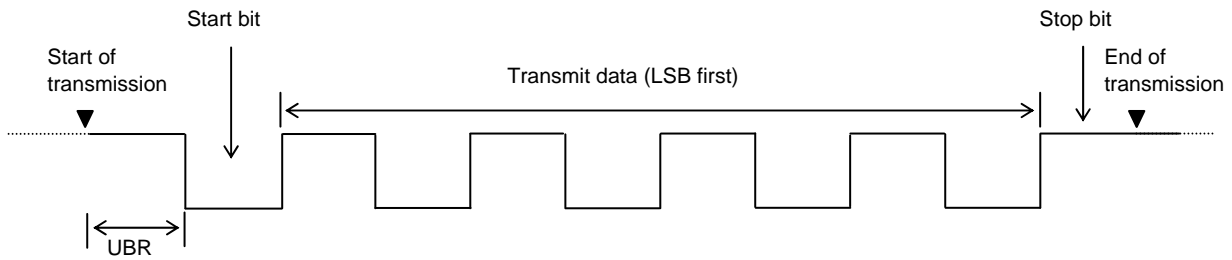 Start bit
Stop bit
Start of
transmission
Transmit data (LSB first)
End of
transmission
UBR